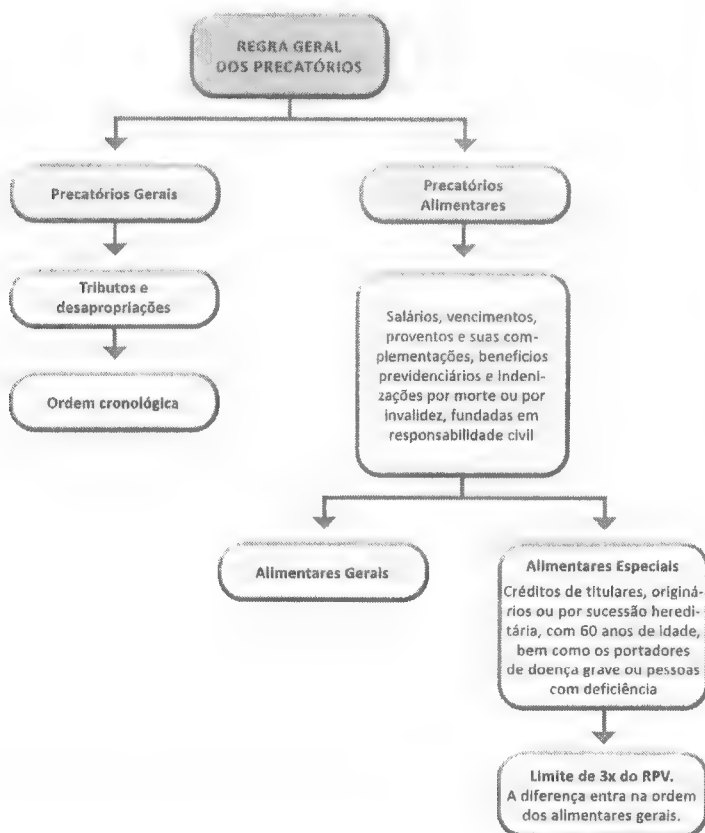 REGRA GERAL
DOS PRECATÓRIOS
Precatórios Gerais
Precatórios
Alimentares
Tributos e
desapropriações
Salários, vencimentos,
proventos e suas com-
plementações, benefícios
previdenciários e indeni-
zações por morte ou por
invalidez, fundadas em
responsabilidade civil
Ordem cronológica
Alimentares Gerais
Alimentares Especiais
Créditos de titulares, originá-
rios ou por sucessão heredi-
tária, com 60 anos de idade,
bem como os portadores
de doença grave ou pessoas
com deficiência
Limite de 3x do RPV.
A diferença entra na ordem
dos alimentares gerais.